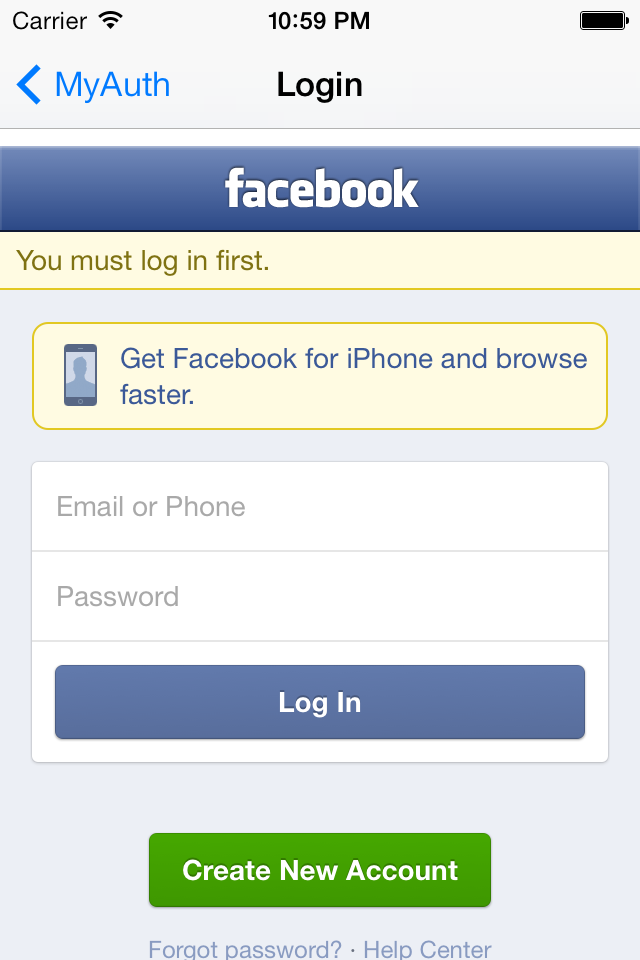 Carrier 10:59 PM
MyAuth Login
facebook
You must log in first.
Get Facebook for iPhone and browse
faster.
Email or Phone
Password
Log In
Create New Account
Forgot password? · Help Center